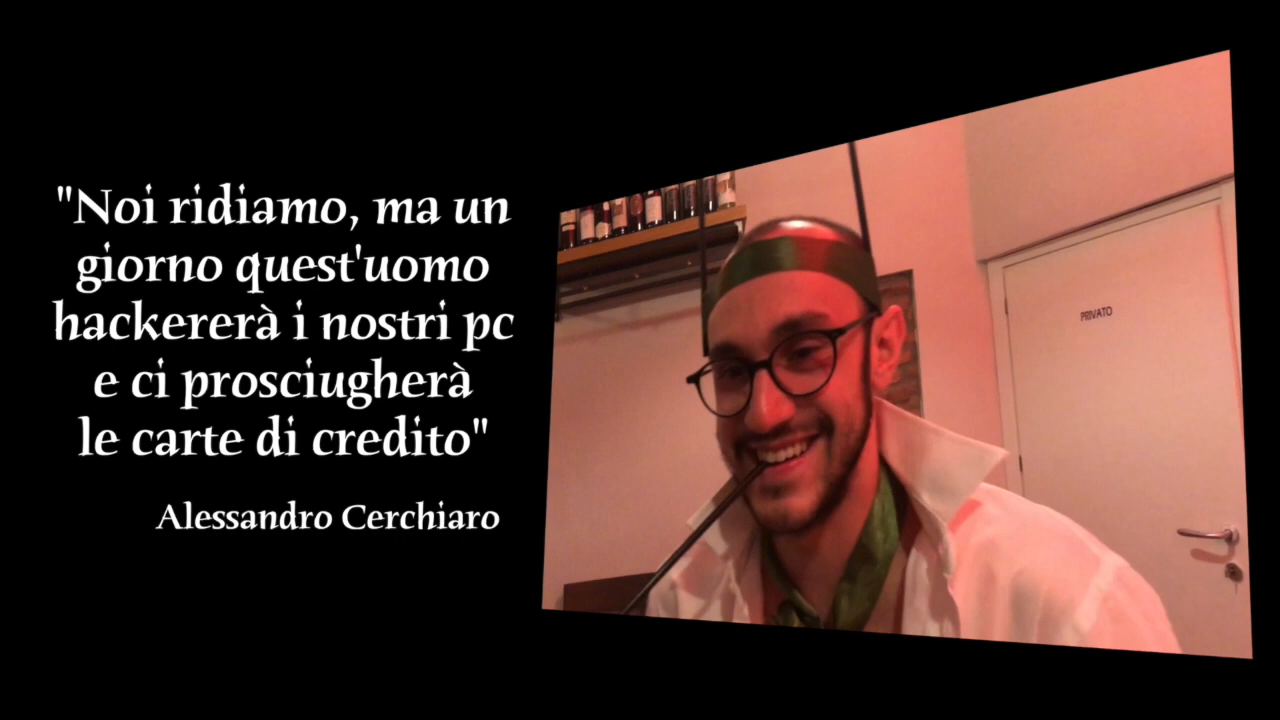 "Noi ridiamo, ma un
giorno quest'uomo
hackererà i nostri pc
e ci prosciugherà
le carte di credito"
Alessandro Cerchiaro
PRIVATO